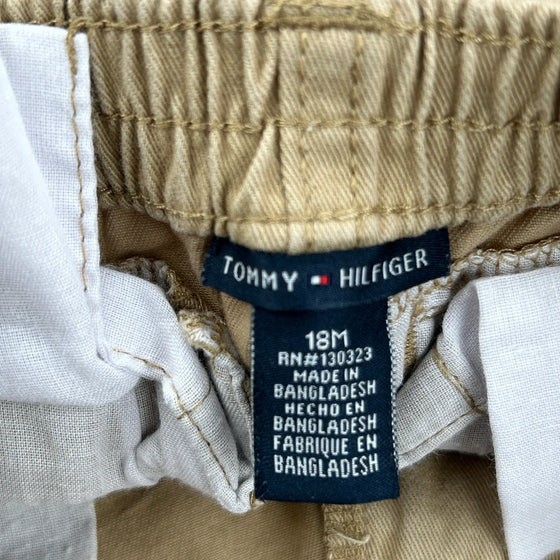 TOMMY HILFIGER
18M
RN#130323
MADE IN
BANGLADESH
HECHO EN
BANGLADESH
FABRIQUE EN
BANGLADESH